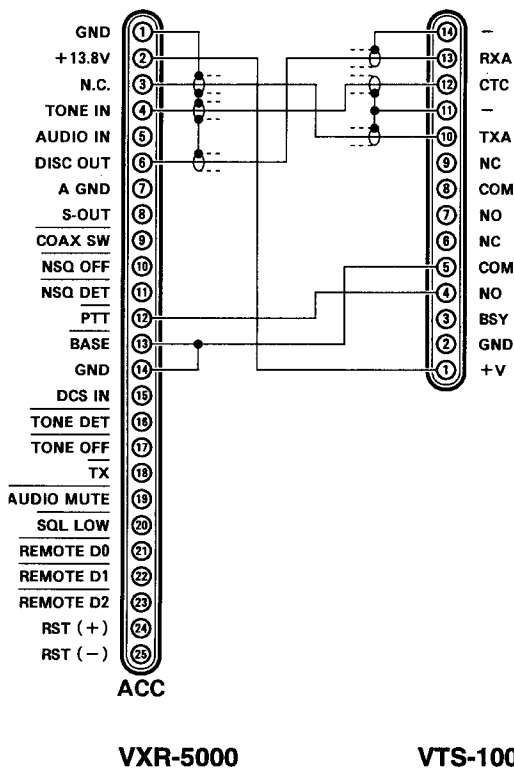 GND 1
+13.8V 2
N.C. 3
TONE IN 4
AUDIO IN 5
DISC OUT 6
A GND 7
S-OUT 8
COAX SW 9
NSQ OFF 10
NSQ DET 11
PTT 12
BASE 13
GND 14
DCS IN 15
TONE DET 16
TONE OFF 17
TX 18
AUDIO MUTE 19
SQL LOW 20
REMOTE D0 21
REMOTE D1 22
REMOTE D2 23
RST (+) 24
RST (−) 25
ACC
VXR-5000
14 −
13 RXA
12 CTC
11 −
10 TXA
9 NC
8 COM
7 NO
6 NC
5 COM
4 NO
3 BSY
2 GND
1 +V
VTS-100